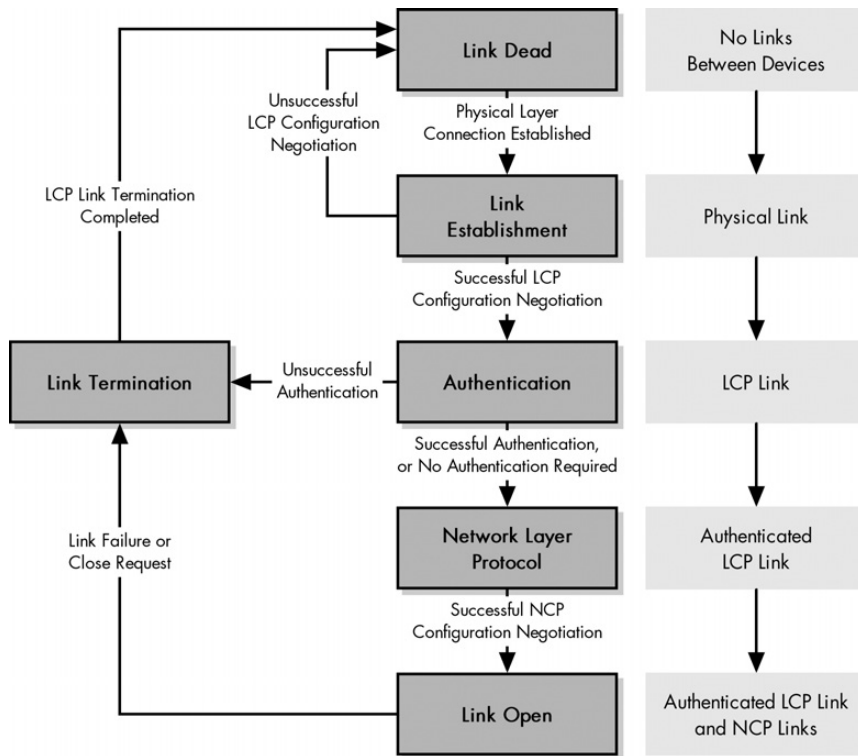 Link Dead
No Links
Between Devices
Unsuccessful
LCP Configuration
Negotiation
Physical Layer
Connection Established
LCP Link Termination
Completed
Link
Establishment
Physical Link
Successful LCP
Configuration Negotiation
Link Termination
Unsuccessful
Authentication
Authentication
LCP Link
Successful Authentication,
or No Authentication Required
Link Failure or
Close Request
Network Layer
Protocol
Authenticated
LCP Link
Successful NCP
Configuration Negotiation
Link Open
Authenticated LCP Link
and NCP Links